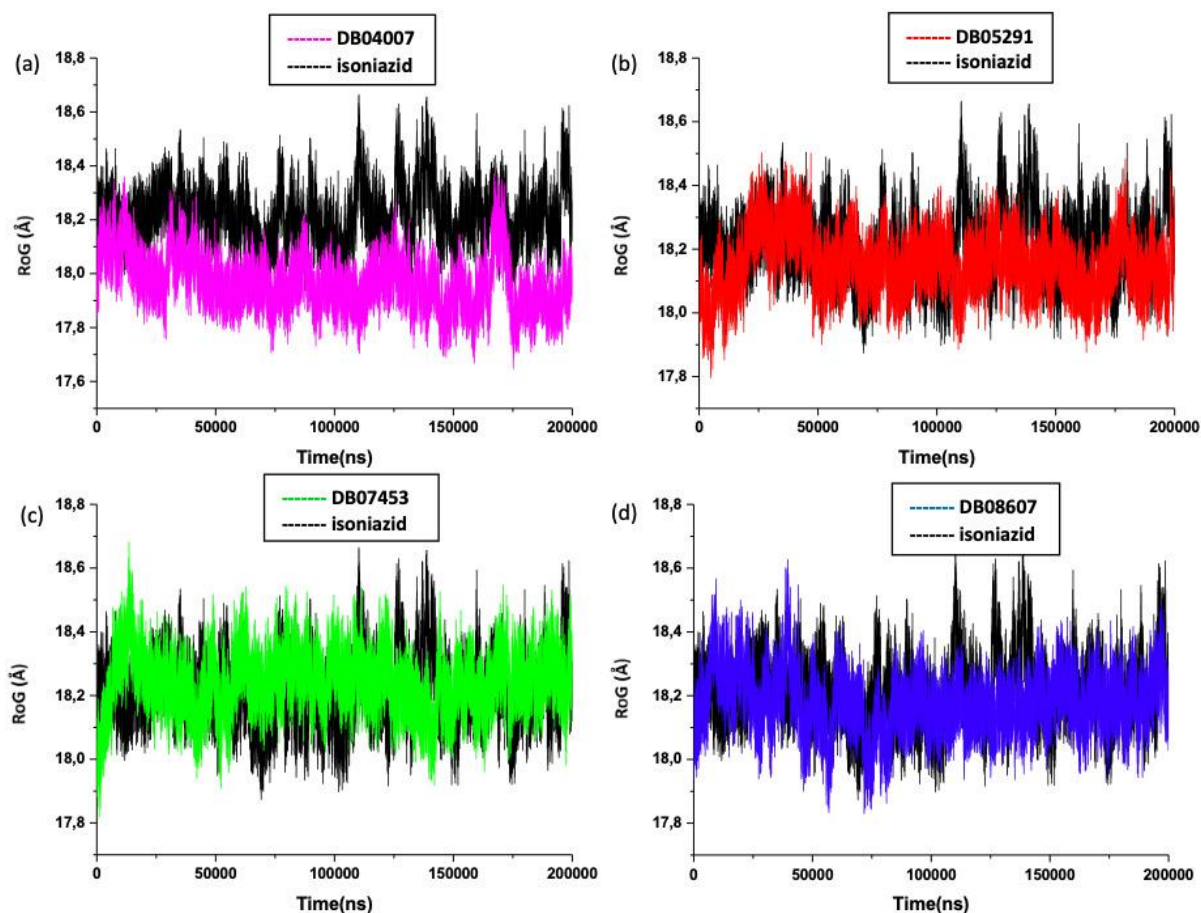 (a)
DB04007
isoniazid
18,8
18,6
18,4
18,2
18,0
17,8
17,6
RoG (Å)
0 50000 100000 150000 200000
Time(ns)
(b)
DB05291
isoniazid
18,8
18,6
18,4
18,2
18,0
17,8
RoG (Å)
0 50000 100000 150000 200000
Time(ns)
(c)
DB07453
isoniazid
18,8
18,6
18,4
18,2
18,0
17,8
RoG (Å)
0 50000 100000 150000 200000
Time(ns)
(d)
DB08607
isoniazid
18,8
18,6
18,4
18,2
18,0
17,8
RoG (Å)
0 50000 100000 150000 200000
Time(ns)